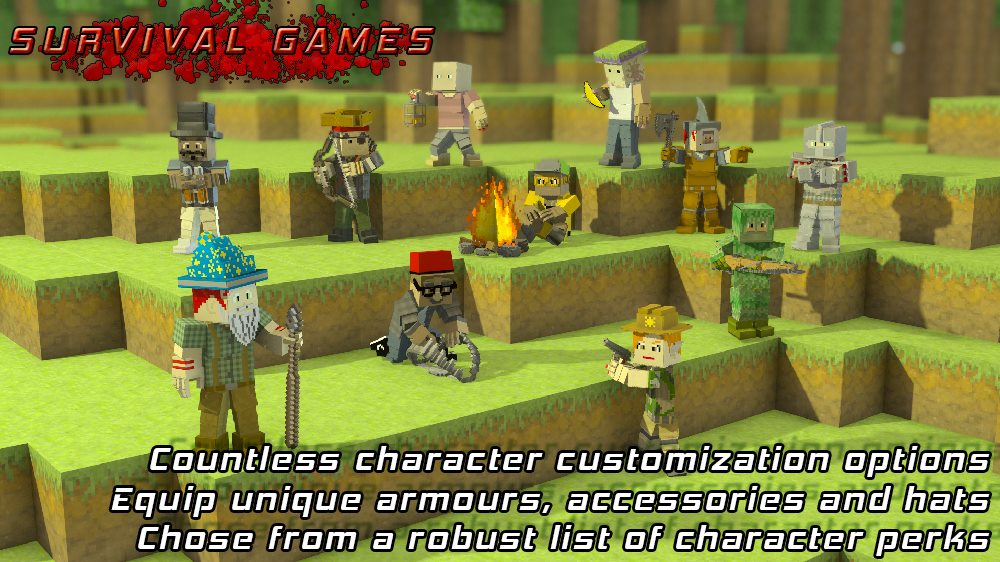 SURVIVAL GAMES
Countless character customization options
Equip unique armours, accessories and hats
Chose from a robust list of character perks